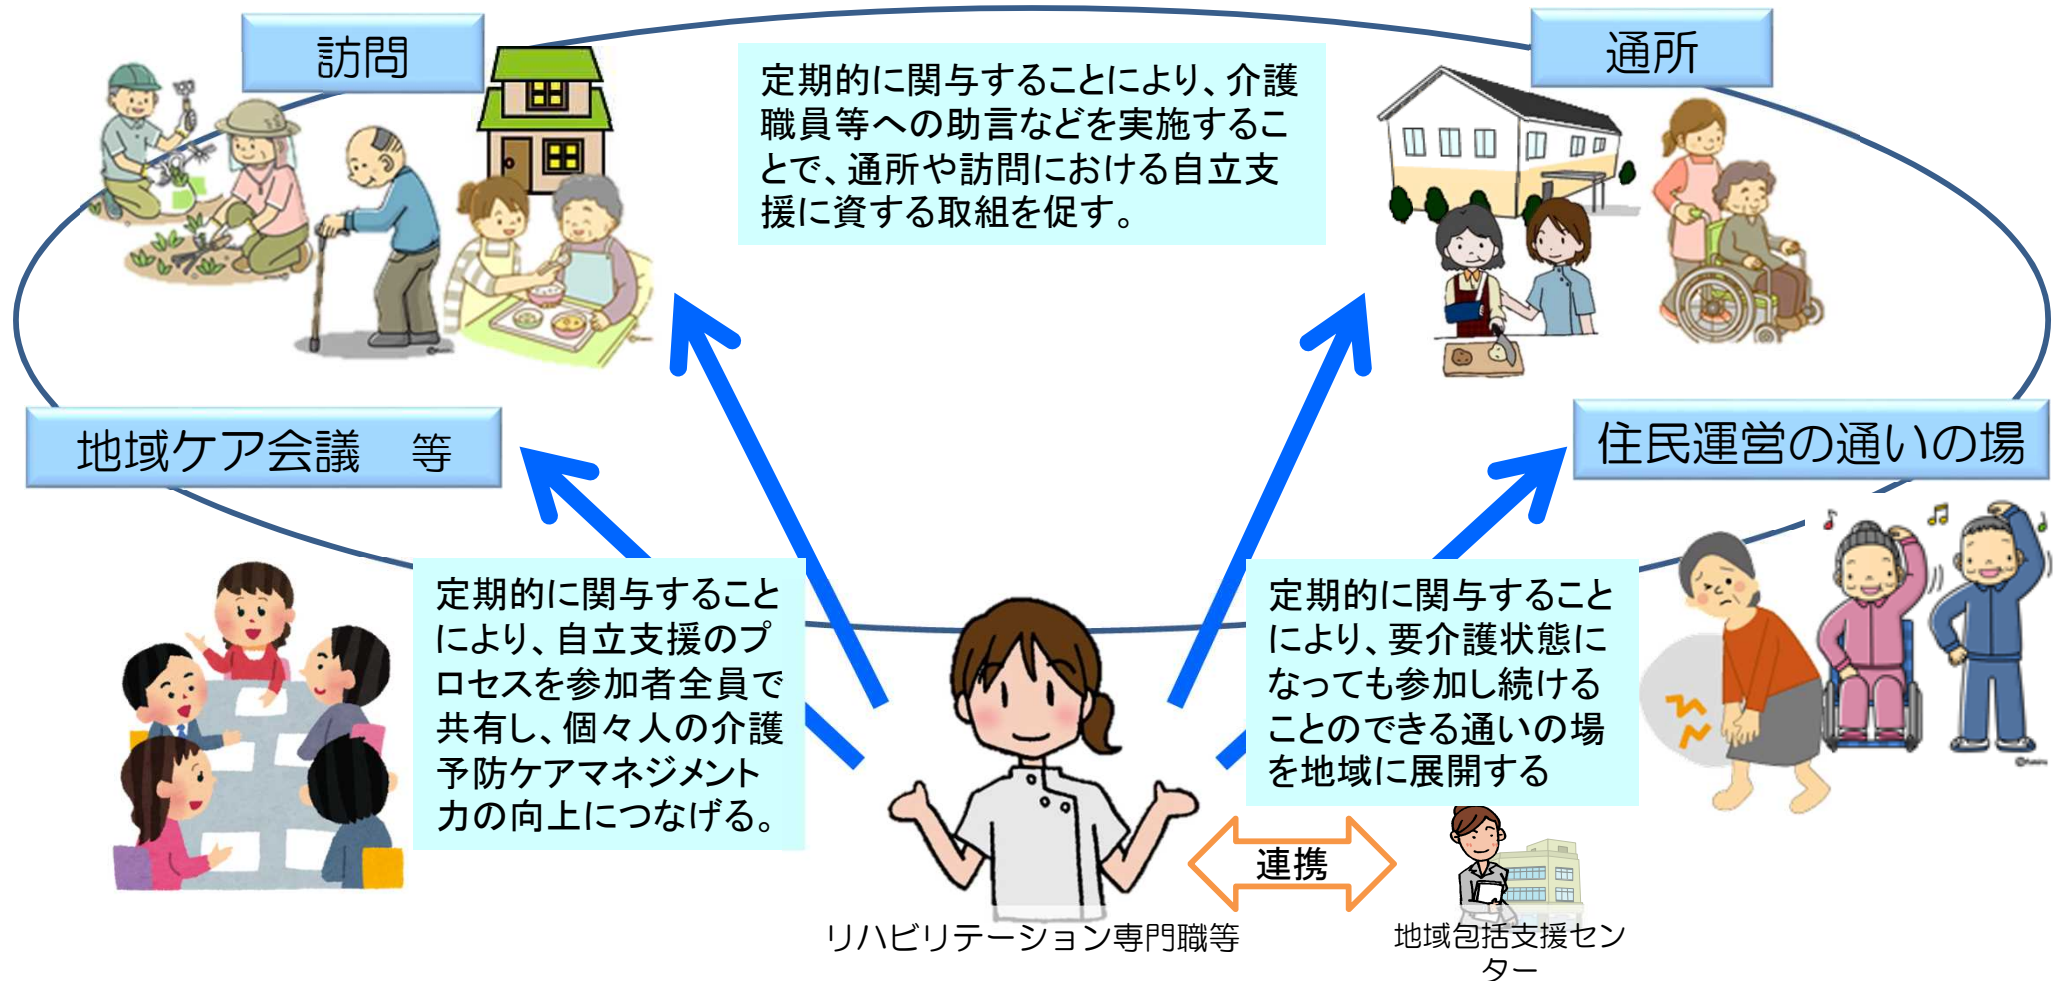 訪問
通所
定期的に関与することにより、介護
職員等への助言などを実施するこ
とで、通所や訪問における自立支
援に資する取組を促す。
地域ケア会議　等
住民運営の通いの場
定期的に関与すること
により、自立支援のプ
ロセスを参加者全員で
共有し、個々人の介護
予防ケアマネジメント
力の向上につなげる。
定期的に関与すること
により、要介護状態に
なっても参加し続ける
ことのできる通いの場
を地域に展開する
連携
リハビリテーション専門職等
地域包括支援セン
ター